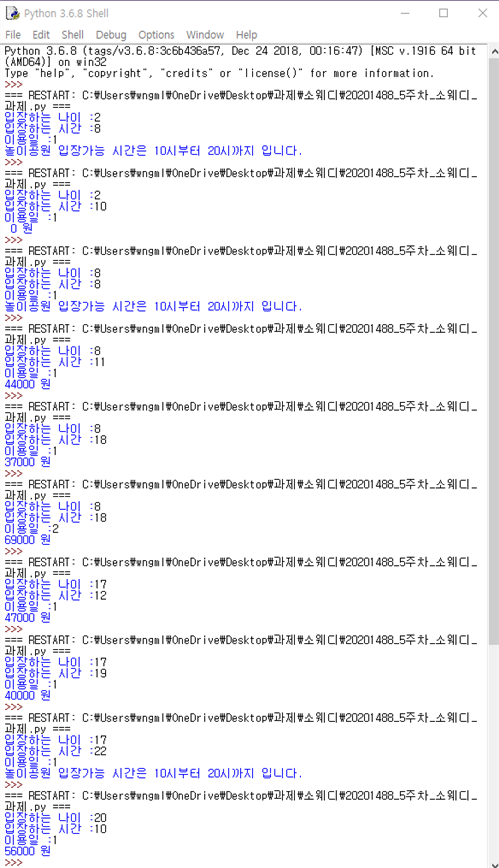 Python 3.6.8 Shell
File Edit Shell Debug Options Window Help
Python 3.6.8 (tags/v3.6.8:3c6b436a57, Dec 24 2018, 00:16:47) [MSC v.1916 64 bit
(AMD64)] on win32
Type "help", "copyright", "credits" or "license()" for more information.
>>>
=== RESTART: C:₩Users₩wngml₩OneDrive₩Desktop₩과제₩소웨디₩20201488_5주차_소웨디_
과제.py ===
입장하는 나이 :2
입장하는 시간 :8
이용일 :1
놀이공원 입장가능 시간은 10시부터 20시까지 입니다.
>>>
=== RESTART: C:₩Users₩wngml₩OneDrive₩Desktop₩과제₩소웨디₩20201488_5주차_소웨디_
과제.py ===
입장하는 나이 :2
입장하는 시간 :10
이용일 :1
 0 원
>>>
=== RESTART: C:₩Users₩wngml₩OneDrive₩Desktop₩과제₩소웨디₩20201488_5주차_소웨디_
과제.py ===
입장하는 나이 :8
입장하는 시간 :8
이용일 :1
놀이공원 입장가능 시간은 10시부터 20시까지 입니다.
>>>
=== RESTART: C:₩Users₩wngml₩OneDrive₩Desktop₩과제₩소웨디₩20201488_5주차_소웨디_
과제.py ===
입장하는 나이 :8
입장하는 시간 :11
이용일 :1
44000 원
>>>
=== RESTART: C:₩Users₩wngml₩OneDrive₩Desktop₩과제₩소웨디₩20201488_5주차_소웨디_
과제.py ===
입장하는 나이 :8
입장하는 시간 :18
이용일 :1
37000 원
>>>
=== RESTART: C:₩Users₩wngml₩OneDrive₩Desktop₩과제₩소웨디₩20201488_5주차_소웨디_
과제.py ===
입장하는 나이 :8
입장하는 시간 :18
이용일 :2
69000 원
>>>
=== RESTART: C:₩Users₩wngml₩OneDrive₩Desktop₩과제₩소웨디₩20201488_5주차_소웨디_
과제.py ===
입장하는 나이 :17
입장하는 시간 :12
이용일 :1
47000 원
>>>
=== RESTART: C:₩Users₩wngml₩OneDrive₩Desktop₩과제₩소웨디₩20201488_5주차_소웨디_
과제.py ===
입장하는 나이 :17
입장하는 시간 :19
이용일 :1
40000 원
>>>
=== RESTART: C:₩Users₩wngml₩OneDrive₩Desktop₩과제₩소웨디₩20201488_5주차_소웨디_
과제.py ===
입장하는 나이 :17
입장하는 시간 :22
이용일 :1
놀이공원 입장가능 시간은 10시부터 20시까지 입니다.
>>>
=== RESTART: C:₩Users₩wngml₩OneDrive₩Desktop₩과제₩소웨디₩20201488_5주차_소웨디_
과제.py ===
입장하는 나이 :20
입장하는 시간 :10
이용일 :1
56000 원
>>>